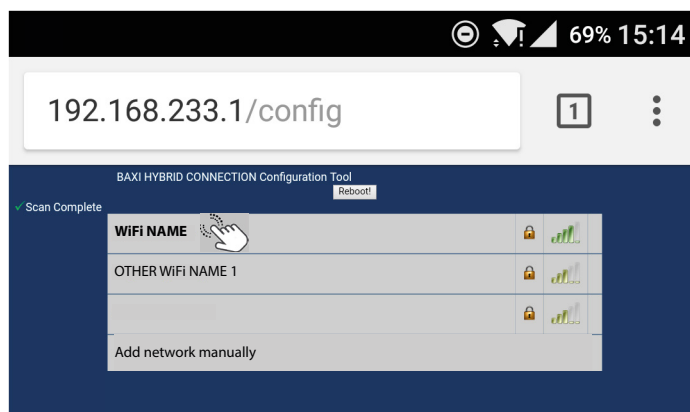 69% 15:14
192.168.233.1/config
1
BAXI HYBRID CONNECTION Configuration Tool
Reboot!
✓Scan Complete
WiFi NAME
OTHER WiFi NAME 1
Add network manually